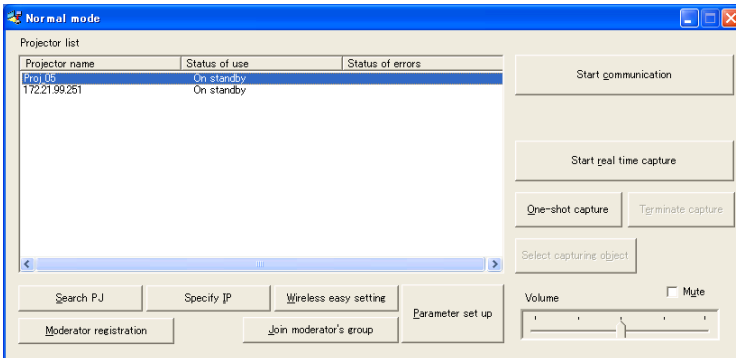 Normal mode
Projector list
Projector name Status of use Status of errors
Proj_05 On standby
172.21.99.251 On standby
Start communication
Start real time capture
One-shot capture Terminate capture
Select capturing object
Search PJ Specify IP Wireless easy setting Parameter set up
Moderator registration Join moderator's group
Volume Mute